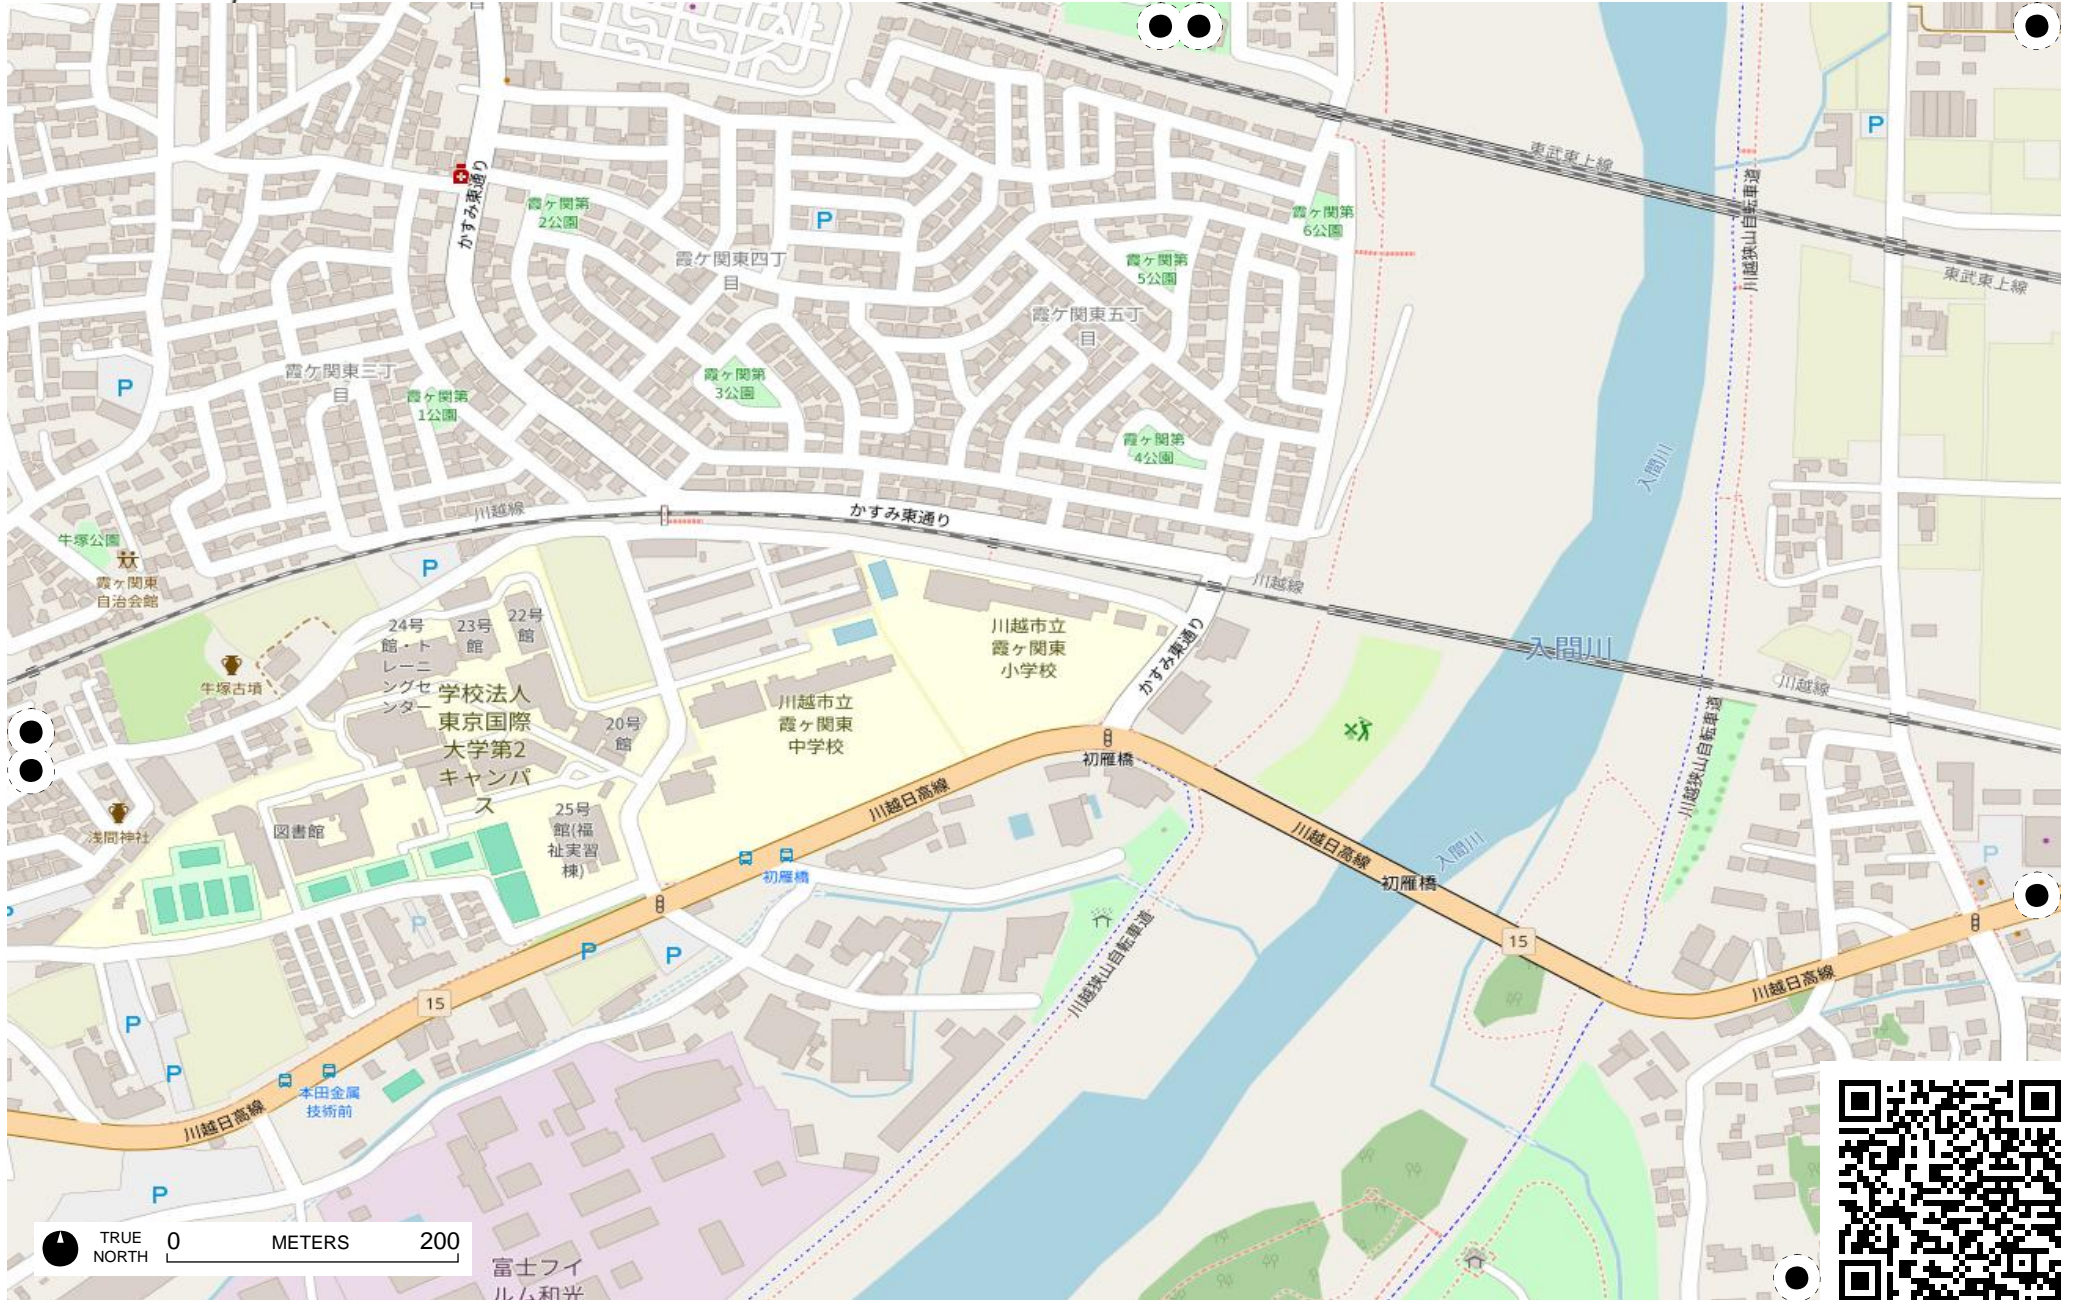 東武東上線
かすみ東通り
川越狭山自転車道
霞ヶ関第
2公園
霞ヶ関第
6公園
霞ケ関東四丁
目
霞ヶ関第
5公園
東武東上線
霞ケ関東五丁
目
霞ケ関東三丁
目
霞ヶ関第
3公園
霞ヶ関第
1公園
霞ヶ関第
4公園
入間川
川越線
かすみ東通り
牛塚公園
霞ヶ関東
自治会館
川越線
22号
館
23号
館
24号
館・ト
レーニ
ングセ
ンター
川越市立
霞ヶ関東
小学校
かすみ東通り
入間川
川越線
牛塚古墳
学校法人
東京国際
大学第2
キャンパ
ス
20号
館
川越市立
霞ヶ関東
中学校
川越狭山自転車道
初雁橋
川越日高線
浅間神社
図書館
25号
館(福
祉実習
棟)
初雁橋
川越日高線
入間川
初雁橋
川越狭山自転車道
15
川越日高線
15
本田金属
技術前
川越日高線
富士フイ
ルム和光
TRUE
NORTH
0 METERS 200
P
P
P
P
P
P
P
P
P
P
P
P